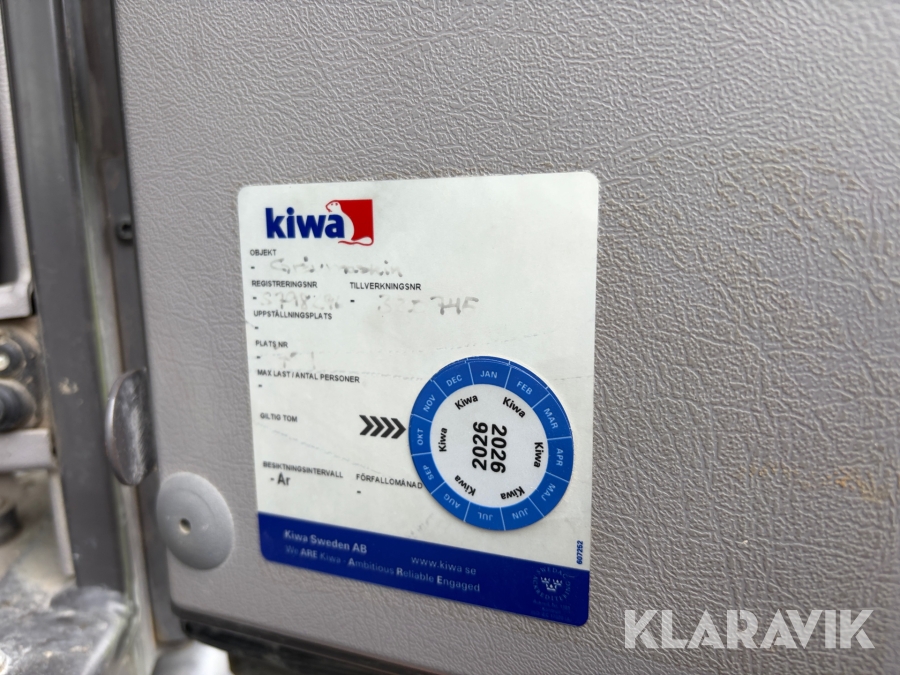 kiwa
OBJEKT
-
REGISTRERINGSNR TILLVERKNINGSNR
- -
UPPSTÄLLNINGSPLATS
-
PLATS NR
-
MAX LAST / ANTAL PERSONER
-
GILTIG TOM
JAN FEB MAR APR MAJ JUN JUL AUG SEP OKT NOV DEC
Kiwa Kiwa Kiwa Kiwa Kiwa Kiwa
2026
2026
BESIKTNINGSINTERVALL FÖRFALLOMÅNAD
- År -
607252
Kiwa Sweden AB www.kiwa.se
We ARE Kiwa - Ambitious Reliable Engaged
KLARAVIK